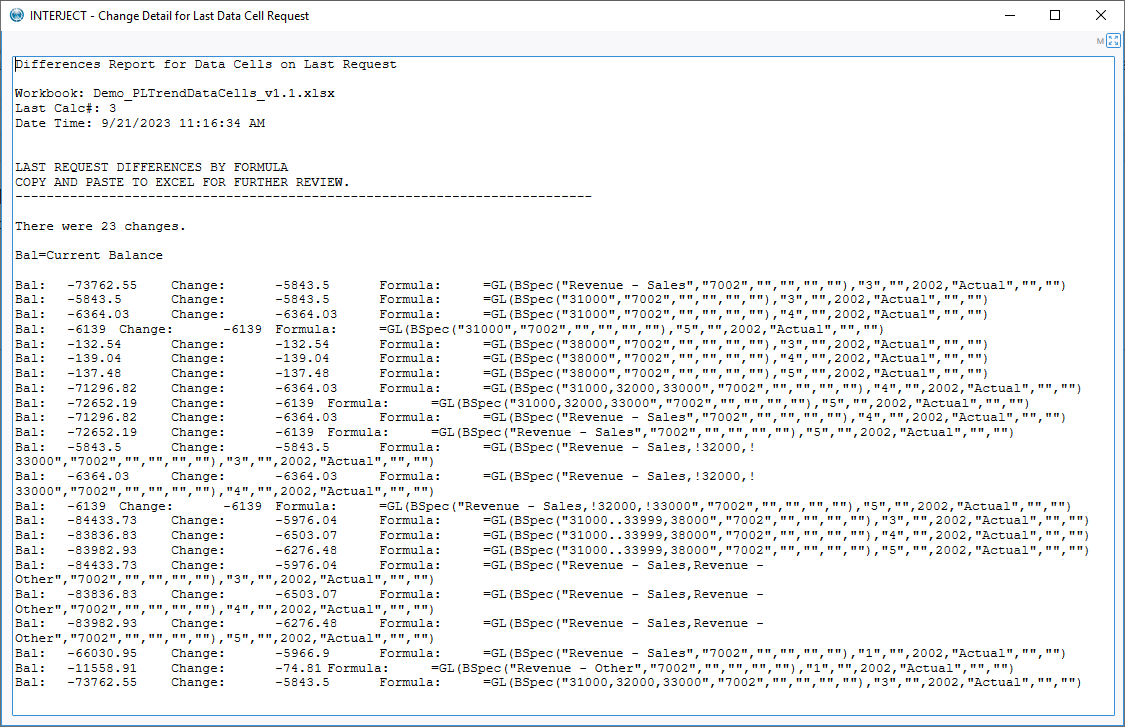 INTERJECT - Change Detail for Last Data Cell Request
M
Differences Report for Data Cells on Last Request
Workbook: Demo_PLTrendDataCells_v1.1.xlsx
Last Calc#: 3
Date Time: 9/21/2023 11:16:34 AM
LAST REQUEST DIFFERENCES BY FORMULA
COPY AND PASTE TO EXCEL FOR FURTHER REVIEW.
--------------------------------------------------------------------------
There were 23 changes.
Bal=Current Balance
Bal: -73762.55 Change: -5843.5 Formula: =GL(BSpec("Revenue - Sales","7002","","","","",""),"3","",2002,"Actual","","")
Bal: -5843.5 Change: -5843.5 Formula: =GL(BSpec("31000","7002","","","","",""),"3","",2002,"Actual","","")
Bal: -6364.03 Change: -6364.03 Formula: =GL(BSpec("31000","7002","","","","",""),"4","",2002,"Actual","","")
Bal: -6139 Change: -6139 Formula: =GL(BSpec("31000","7002","","","","",""),"5","",2002,"Actual","","")
Bal: -132.54 Change: -132.54 Formula: =GL(BSpec("38000","7002","","","","",""),"3","",2002,"Actual","","")
Bal: -139.04 Change: -139.04 Formula: =GL(BSpec("38000","7002","","","","",""),"4","",2002,"Actual","","")
Bal: -137.48 Change: -137.48 Formula: =GL(BSpec("38000","7002","","","","",""),"5","",2002,"Actual","","")
Bal: -71296.82 Change: -6364.03 Formula: =GL(BSpec("31000,32000,33000","7002","","","","",""),"4","",2002,"Actual","","")
Bal: -72652.19 Change: -6139 Formula: =GL(BSpec("31000,32000,33000","7002","","","","",""),"5","",2002,"Actual","","")
Bal: -71296.82 Change: -6364.03 Formula: =GL(BSpec("Revenue - Sales","7002","","","","",""),"4","",2002,"Actual","","")
Bal: -72652.19 Change: -6139 Formula: =GL(BSpec("Revenue - Sales","7002","","","","",""),"5","",2002,"Actual","","")
Bal: -5843.5 Change: -5843.5 Formula: =GL(BSpec("Revenue - Sales,!32000,!
33000","7002","","","","",""),"3","",2002,"Actual","","")
Bal: -6364.03 Change: -6364.03 Formula: =GL(BSpec("Revenue - Sales,!32000,!
33000","7002","","","","",""),"4","",2002,"Actual","","")
Bal: -6139 Change: -6139 Formula: =GL(BSpec("Revenue - Sales,!32000,!33000","7002","","","","",""),"5","",2002,"Actual","","")
Bal: -84433.73 Change: -5976.04 Formula: =GL(BSpec("31000..33999,38000","7002","","","","",""),"3","",2002,"Actual","","")
Bal: -83836.83 Change: -6503.07 Formula: =GL(BSpec("31000..33999,38000","7002","","","","",""),"4","",2002,"Actual","","")
Bal: -83982.93 Change: -6276.48 Formula: =GL(BSpec("31000..33999,38000","7002","","","","",""),"5","",2002,"Actual","","")
Bal: -84433.73 Change: -5976.04 Formula: =GL(BSpec("Revenue - Sales,Revenue -
Other","7002","","","","",""),"3","",2002,"Actual","","")
Bal: -83836.83 Change: -6503.07 Formula: =GL(BSpec("Revenue - Sales,Revenue -
Other","7002","","","","",""),"4","",2002,"Actual","","")
Bal: -83982.93 Change: -6276.48 Formula: =GL(BSpec("Revenue - Sales,Revenue -
Other","7002","","","","",""),"5","",2002,"Actual","","")
Bal: -66030.95 Change: -5966.9 Formula: =GL(BSpec("Revenue - Sales","7002","","","","",""),"1","",2002,"Actual","","")
Bal: -11558.91 Change: -74.81 Formula: =GL(BSpec("Revenue - Other","7002","","","","",""),"1","",2002,"Actual","","")
Bal: -73762.55 Change: -5843.5 Formula: =GL(BSpec("31000,32000,33000","7002","","","","",""),"3","",2002,"Actual","","")